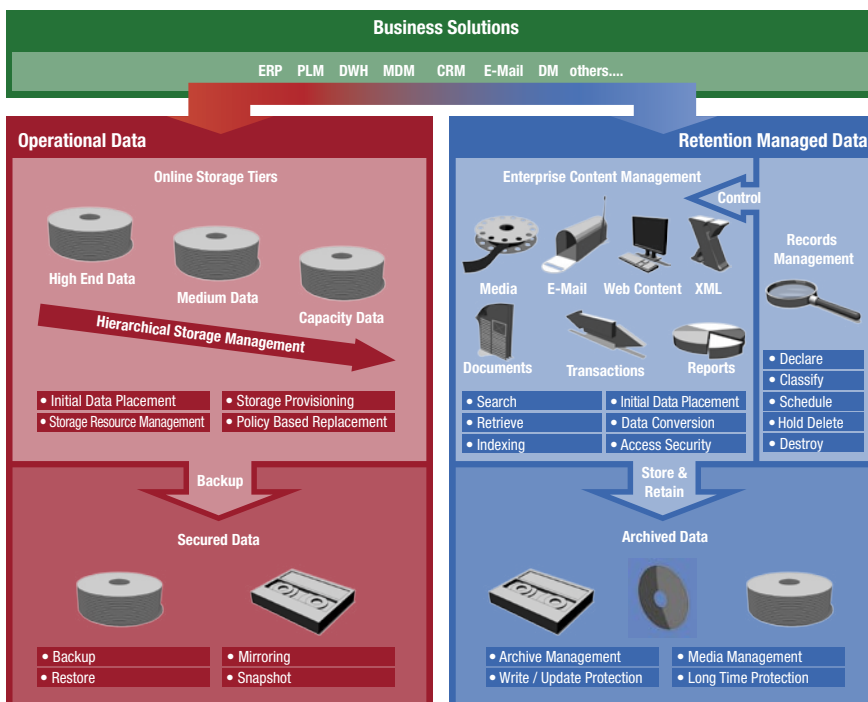 Business Solutions
ERP PLM DWH MDM CRM E-Mail DM others....
Operational Data
Online Storage Tiers
High End Data
Medium Data
Capacity Data
Hierarchical Storage Management
• Initial Data Placement
• Storage Provisioning
• Storage Resource Management
• Policy Based Replacement
Backup
Secured Data
• Backup
• Mirroring
• Restore
• Snapshot
Retention Managed Data
Enterprise Content Management
Control
Media
E-Mail
Web Content
XML
Documents
Transactions
Reports
• Search
• Initial Data Placement
• Retrieve
• Data Conversion
• Indexing
• Access Security
Records
Management
• Declare
• Classify
• Schedule
• Hold Delete
• Destroy
Store &
Retain
Archived Data
• Archive Management
• Media Management
• Write / Update Protection
• Long Time Protection